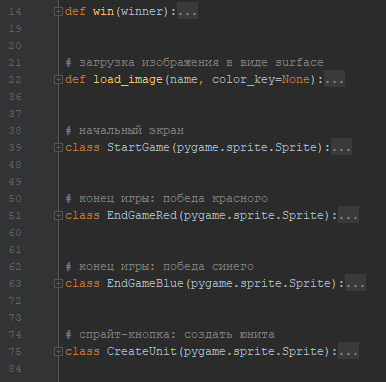 14 def win(winner):...
19
20
21 # загрузка изображения в виде surface
22 def load_image(name, color_key=None):...
36
37
38 # начальный экран
39 class StartGame(pygame.sprite.Sprite):...
48
49
50 # конец игры: победа красного
51 class EndGameRed(pygame.sprite.Sprite):...
60
61
62 # конец игры: победа синего
63 class EndGameBlue(pygame.sprite.Sprite):...
72
73
74 # спрайт-кнопка: создать юнита
75 class CreateUnit(pygame.sprite.Sprite):...
84